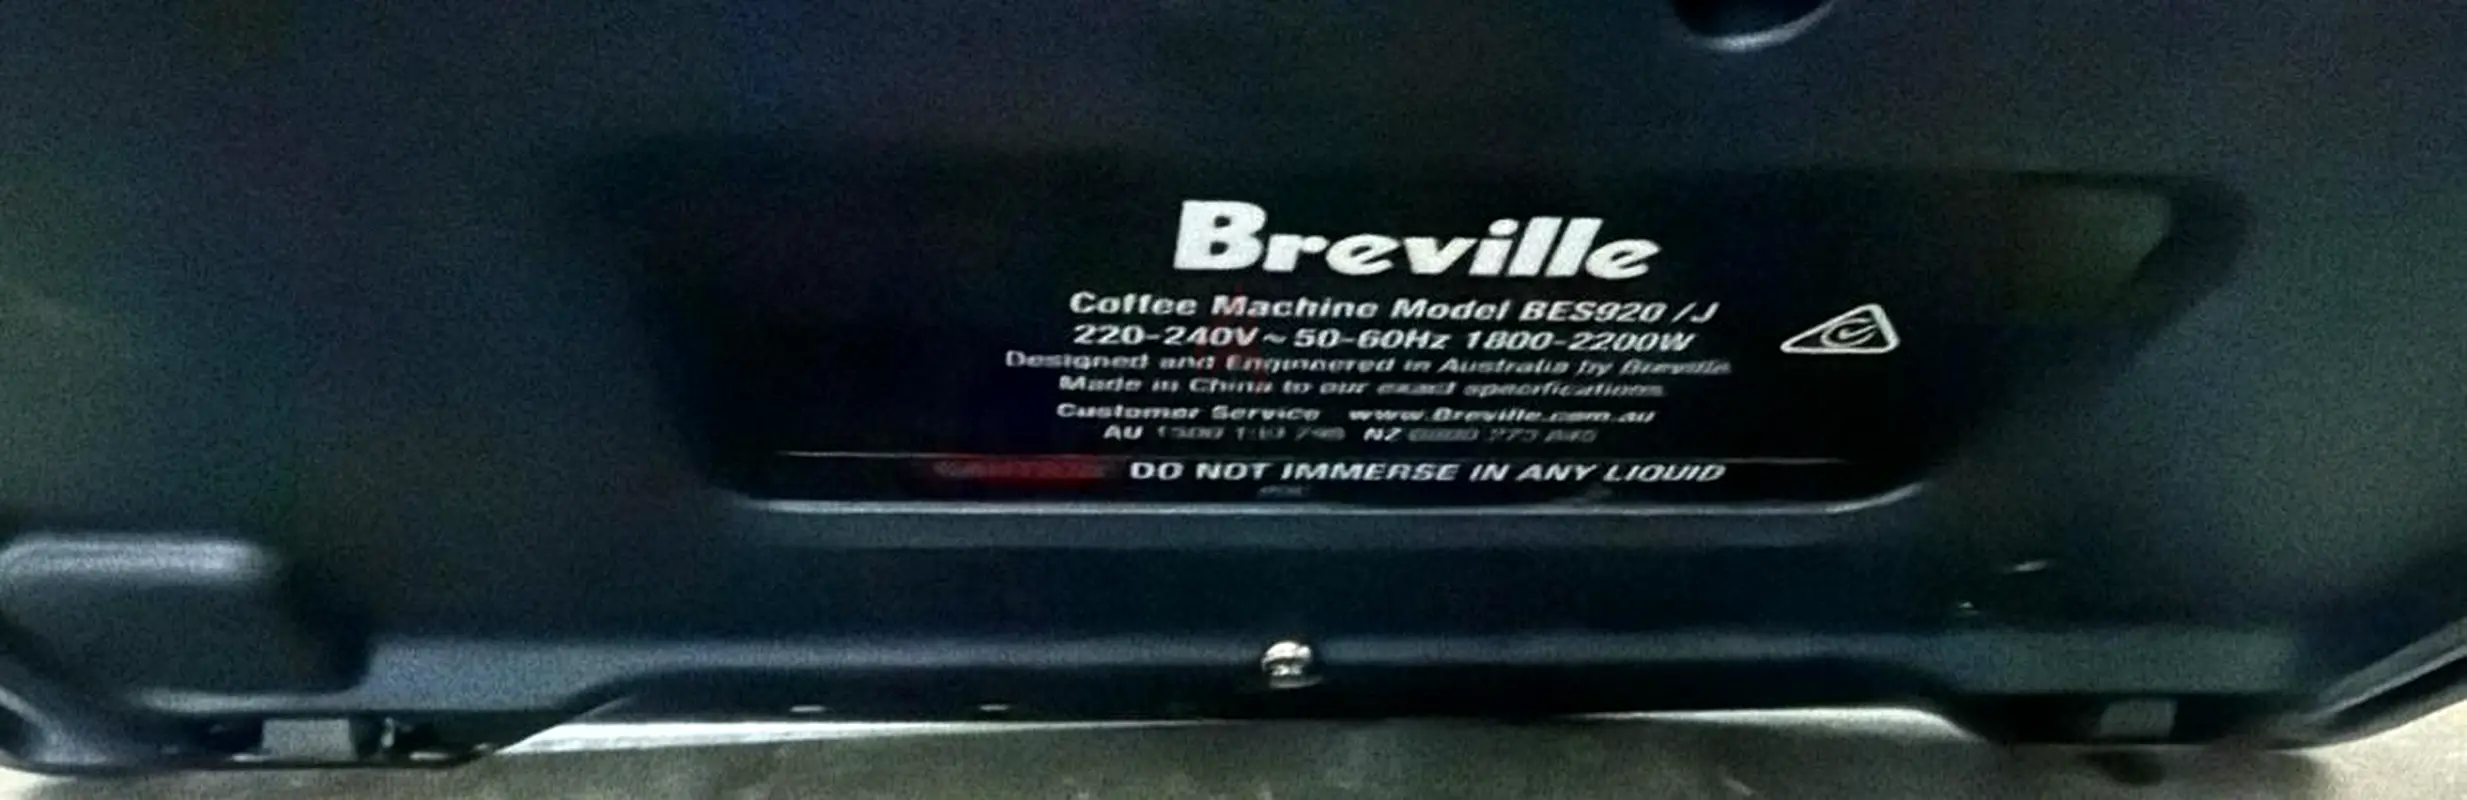 Breville
Coffee Machine Model BES920 /J
220-240V~ 50-60Hz 1800-2200W
Designed and Engineered in Australia by Breville
Made in China to our exact specifications
Customer Service www.Breville.com.au
AU NZ
DO NOT IMMERSE IN ANY LIQUID